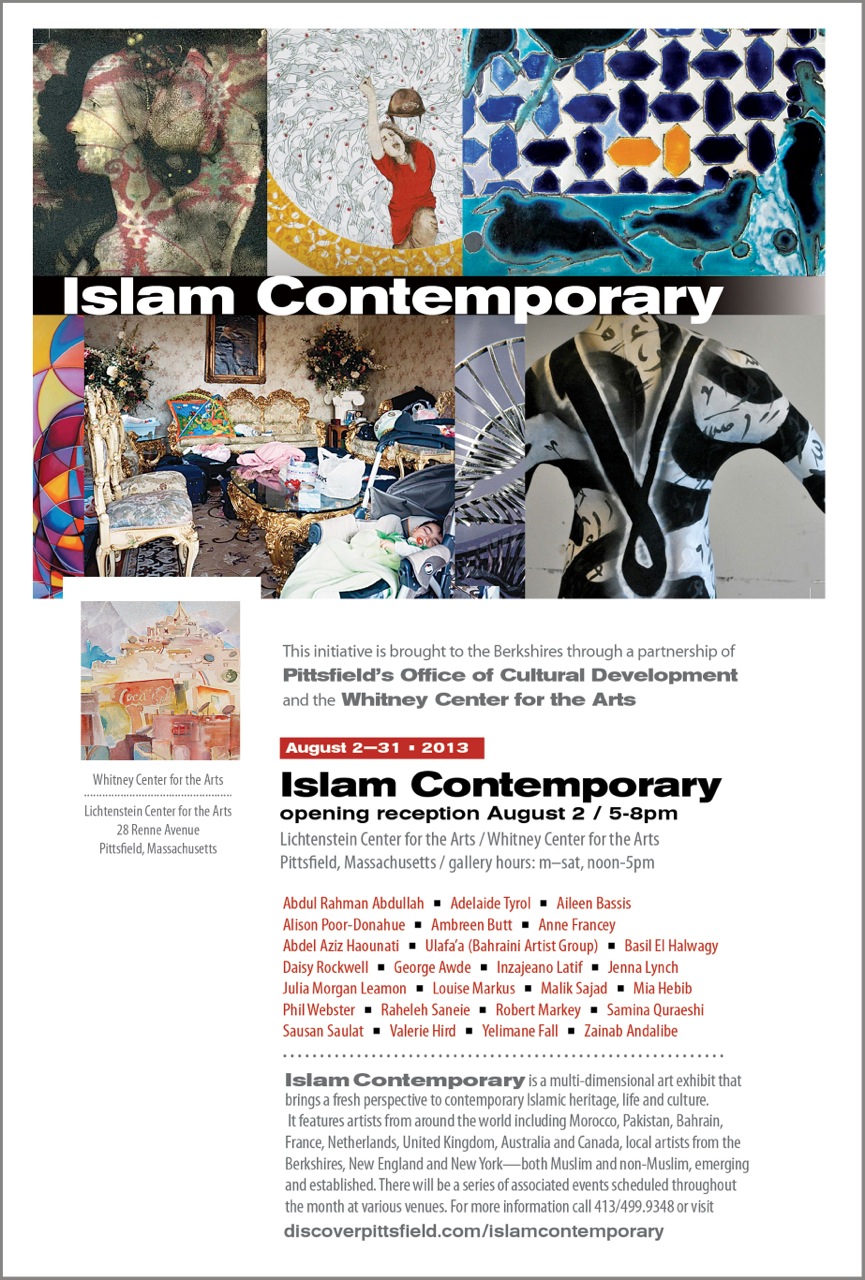 Islam Contemporary
Coca-Cola
This initiative is brought to the Berkshires through a partnership of
Pittsfield's Office of Cultural Development
and the Whitney Center for the Arts
August 2–31 ▪ 2013
Islam Contemporary
opening reception August 2 / 5-8pm
Lichtenstein Center for the Arts / Whitney Center for the Arts
Pittsfield, Massachusetts / gallery hours: m–sat, noon-5pm
Whitney Center for the Arts
Lichtenstein Center for the Arts
28 Renne Avenue
Pittsfield, Massachusetts
Abdul Rahman Abdullah ▪ Adelaide Tyrol ▪ Aileen Bassis
Alison Poor-Donahue ▪ Ambreen Butt ▪ Anne Francey
Abdel Aziz Haounati ▪ Ulafa'a (Bahraini Artist Group) ▪ Basil El Halwagy
Daisy Rockwell ▪ George Awde ▪ Inzajeano Latif ▪ Jenna Lynch
Julia Morgan Leamon ▪ Louise Markus ▪ Malik Sajad ▪ Mia Hebib
Phil Webster ▪ Raheleh Saneie ▪ Robert Markey ▪ Samina Quraeshi
Sausan Saulat ▪ Valerie Hird ▪ Yelimane Fall ▪ Zainab Andalibe
Islam Contemporary is a multi-dimensional art exhibit that
brings a fresh perspective to contemporary Islamic heritage, life and culture.
It features artists from around the world including Morocco, Pakistan, Bahrain,
France, Netherlands, United Kingdom, Australia and Canada, local artists from the
Berkshires, New England and New York—both Muslim and non-Muslim, emerging
and established. There will be a series of associated events scheduled throughout
the month at various venues. For more information call 413/499.9348 or visit
discoverpittsfield.com/islamcontemporary